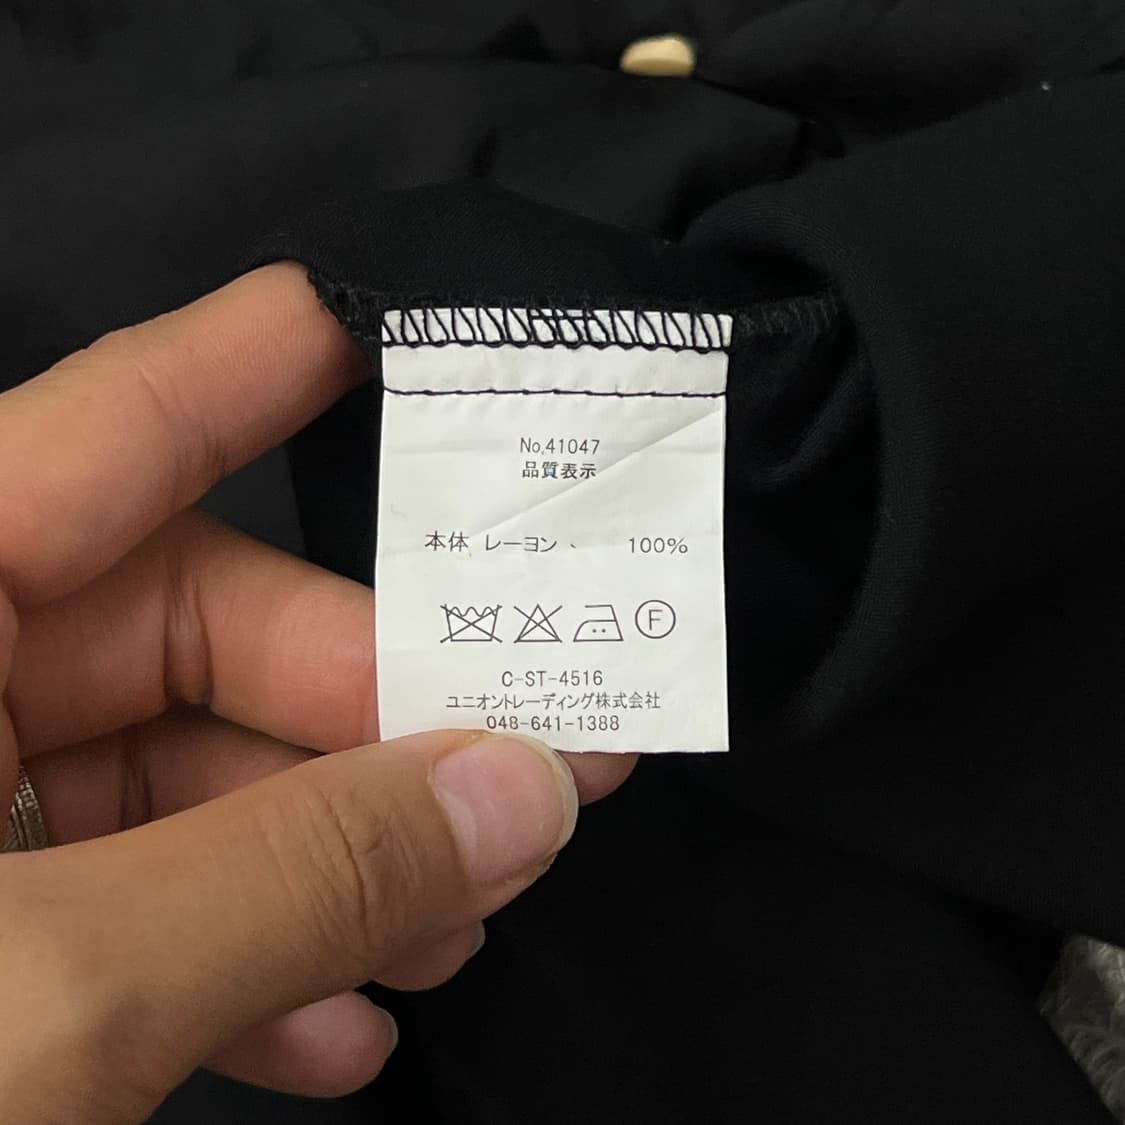 No.41047
品質表示
本体 レーヨン、 100%
F
C-ST-4516
ユニオントレーディング株式会社
048-641-1388